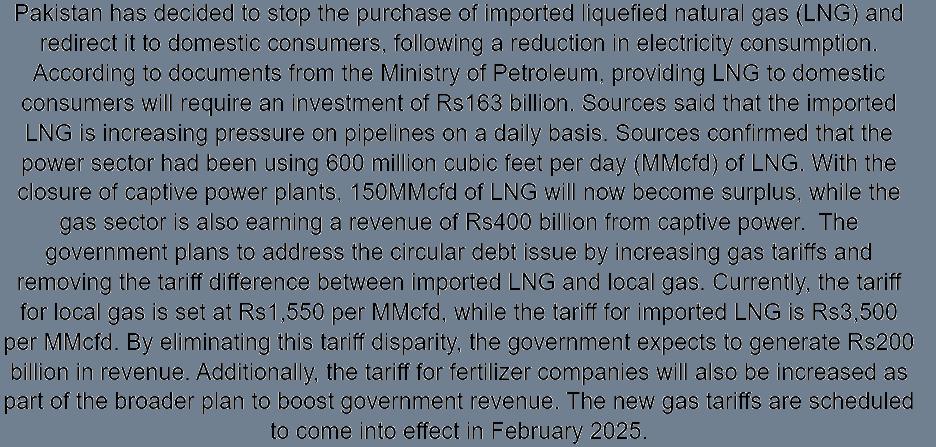 Pakistan has decided to stop the purchase of imported liquefied natural gas (LNG) and
redirect it to domestic consumers, following a reduction in electricity consumption.
According to documents from the Ministry of Petroleum, providing LNG to domestic
consumers will require an investment of Rs163 billion. Sources said that the imported
LNG is increasing pressure on pipelines on a daily basis. Sources confirmed that the
power sector had been using 600 million cubic feet per day (MMcfd) of LNG. With the
closure of captive power plants, 150MMcfd of LNG will now become surplus, while the
gas sector is also earning a revenue of Rs400 billion from captive power. The
government plans to address the circular debt issue by increasing gas tariffs and
removing the tariff difference between imported LNG and local gas. Currently, the tariff
for local gas is set at Rs1,550 per MMcfd, while the tariff for imported LNG is Rs3,500
per MMcfd. By eliminating this tariff disparity, the government expects to generate Rs200
billion in revenue. Additionally, the tariff for fertilizer companies will also be increased as
part of the broader plan to boost government revenue. The new gas tariffs are scheduled
to come into effect in February 2025.